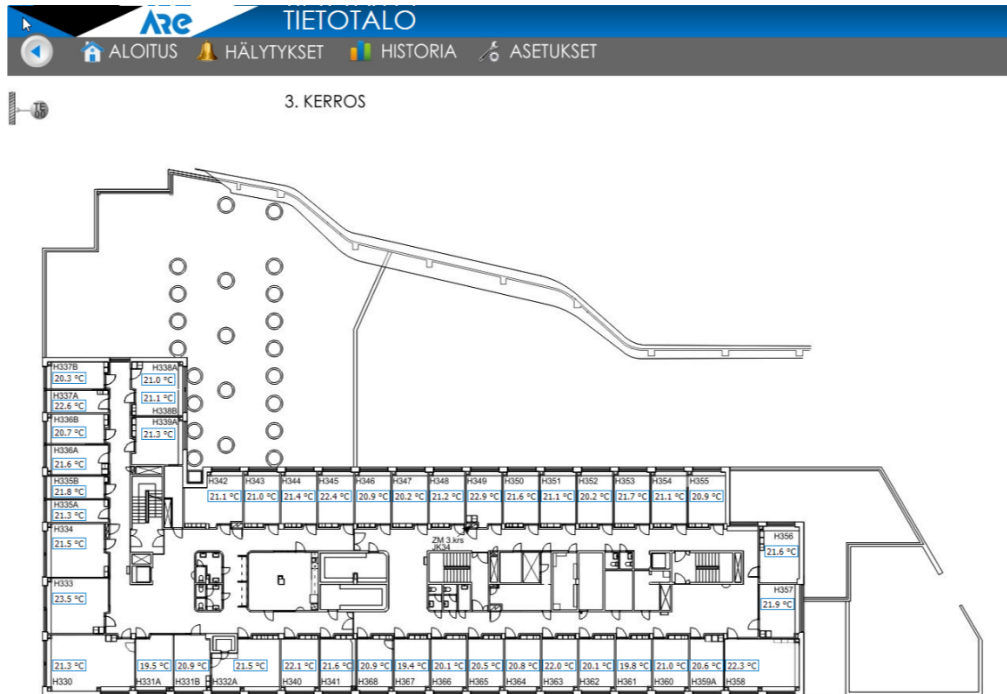 ARe
TIETOTALO
ALOITUS
HÄLYTYKSET
HISTORIA
ASETUKSET
3. KERROS
H337B
20.3 °C
H337A
22.6 °C
H336B
20.7 °C
H336A
21.6 °C
H335B
21.8 °C
H335A
21.3 °C
H334
21.5 °C
H333
23.5 °C
H338A
21.0 °C
21.1 °C
H338B
H339A
21.3 °C
H342 H343 H344 H345 H346 H347 H348 H349 H350 H351 H352 H353 H354 H355
21.1 °C 21.0 °C 21.4 °C 22.4 °C 20.9 °C 20.2 °C 21.2 °C 22.9 °C 21.6 °C 21.1 °C 20.2 °C 21.7 °C 21.1 °C 20.9 °C
ZM 3.krs
JK34
H356
21.6 °C
H357
21.9 °C
21.3 °C 19.5 °C 20.9 °C 21.5 °C 22.1 °C 21.6 °C 20.9 °C 19.4 °C 20.1 °C 20.5 °C 20.8 °C 22.0 °C 20.1 °C 19.8 °C 21.0 °C 20.6 °C 22.3 °C
H330 H331A H331B H332A H340 H341 H368 H367 H366 H365 H364 H363 H362 H361 H360 H359A H358